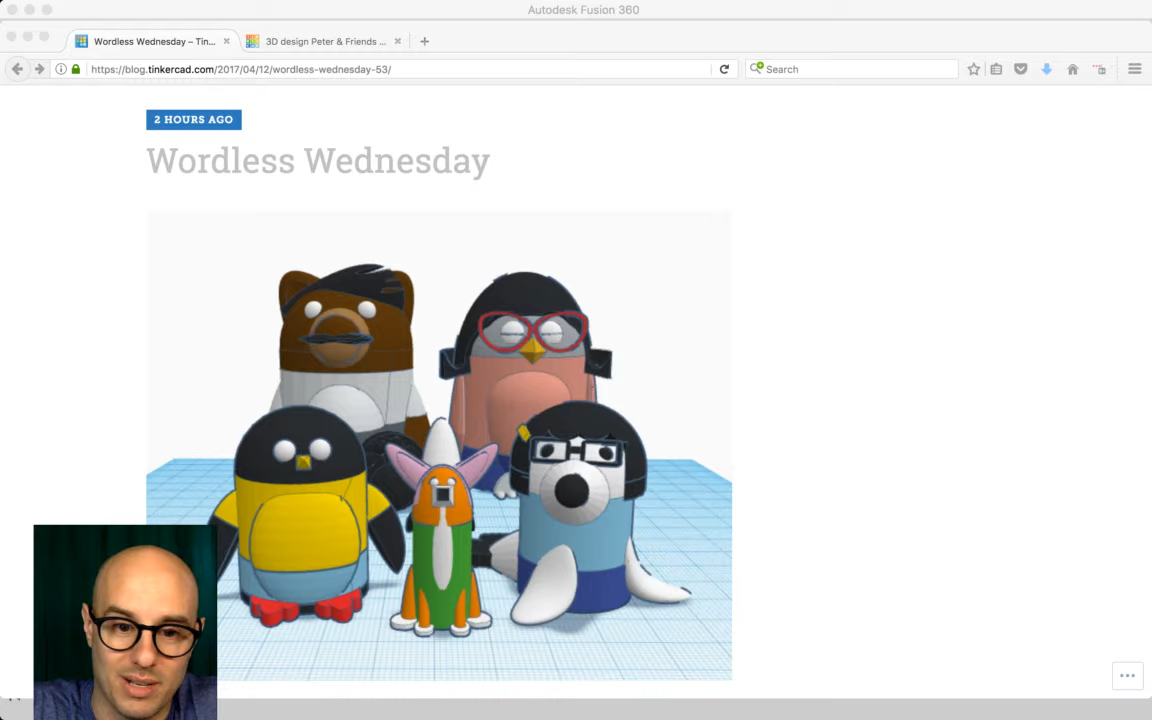 Autodesk Fusion 360
Wordless Wednesday – Tin...
3D design Peter & Friends ...
https://blog.tinkercad.com/2017/04/12/wordless-wednesday-53/
Search
2 HOURS AGO
Wordless Wednesday